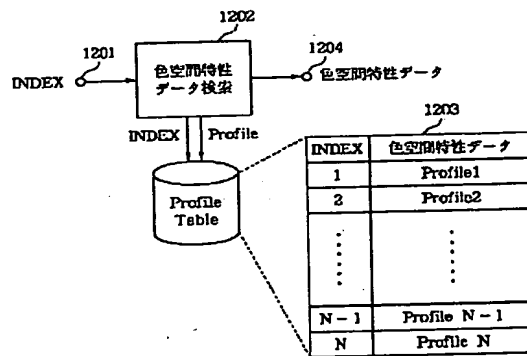 1202
1201
1204
INDEX
色空間特性
データ検索
色空間特性データ
INDEX
Profile
1203
Profile
Table
INDEX 色空間特性データ
1 Profile1
2 Profile2
N-1 Profile N-1
N Profile N